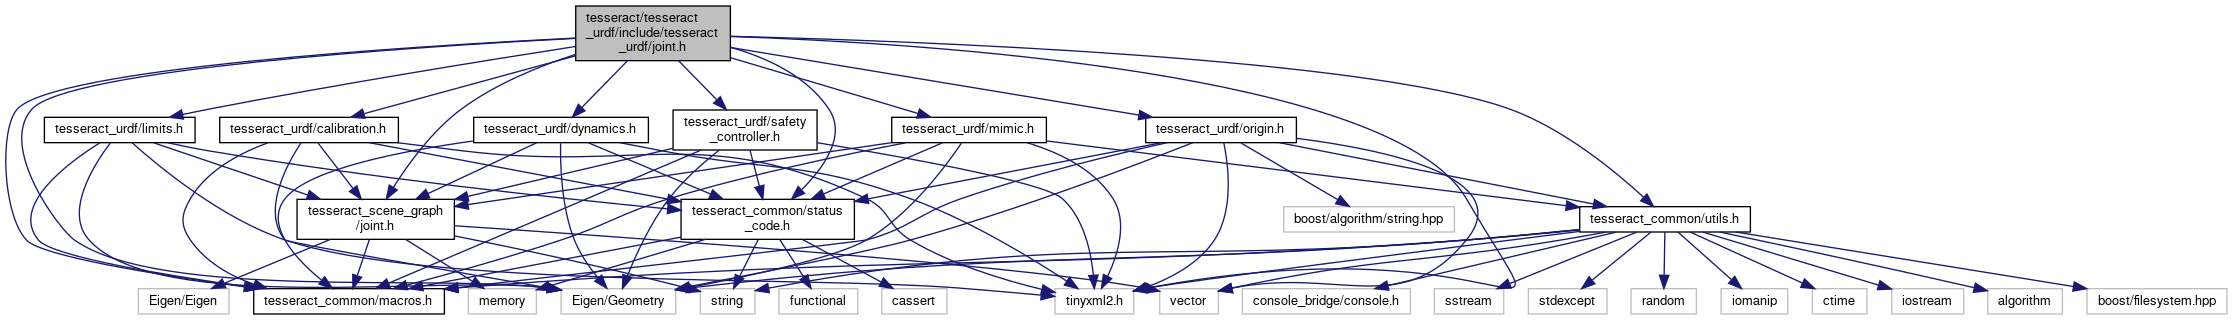 tesseract/tesseract
_urdf/include/tesseract
_urdf/joint.h
tesseract_urdf/limits.h
tesseract_urdf/calibration.h
tesseract_urdf/dynamics.h
tesseract_urdf/safety
_controller.h
tesseract_urdf/mimic.h
tesseract_urdf/origin.h
tesseract_scene_graph
/joint.h
tesseract_common/status
_code.h
boost/algorithm/string.hpp
tesseract_common/utils.h
Eigen/Eigen
tesseract_common/macros.h
memory
Eigen/Geometry
string
functional
cassert
tinyxml2.h
vector
console_bridge/console.h
sstream
stdexcept
random
iomanip
ctime
iostream
algorithm
boost/filesystem.hpp